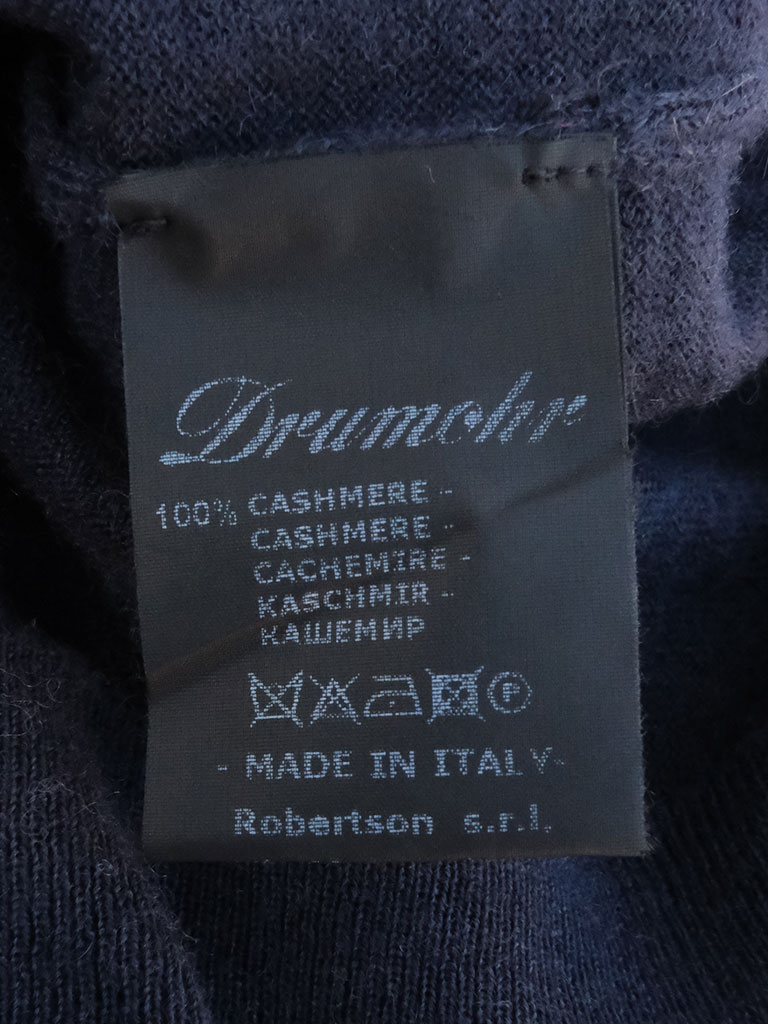 Drumohr
100% CASHMERE -
CASHMERE -
CACHEMIRE -
KASCHMIR -
КАШЕМИР
P
- MADE IN ITALY -
Robertson s.r.l.